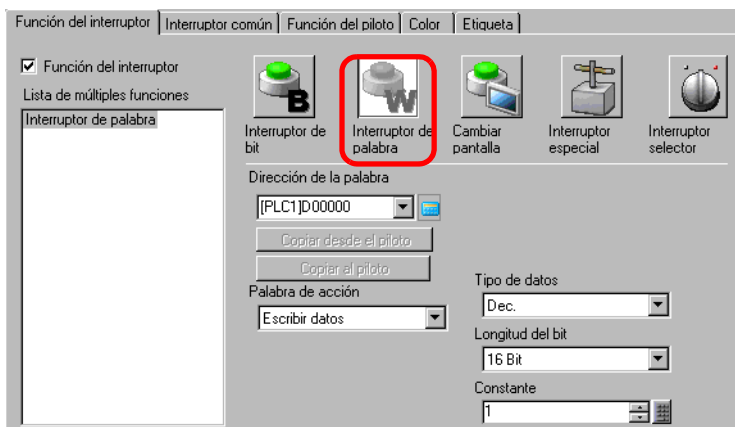 Función del interruptor Interruptor común Función del piloto Color Etiqueta
Función del interruptor
Lista de múltiples funciones
Interruptor de palabra
B
W
Interruptor de bit
Interruptor de palabra
Cambiar pantalla
Interruptor especial
Interruptor selector
Dirección de la palabra
[PLC1]D00000
Copiar desde el piloto
Copiar al piloto
Palabra de acción
Escribir datos
Tipo de datos
Dec.
Longitud del bit
16 Bit
Constante
1